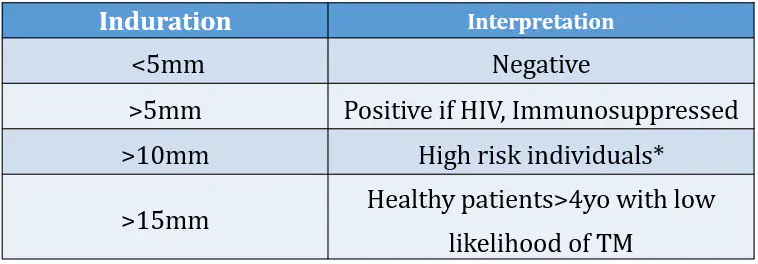 Induration Interpretation
<5mm Negative
>5mm Positive if HIV, Immunosuppressed
>10mm High risk individuals*
>15mm Healthy patients>4yo with low
likelihood of TM